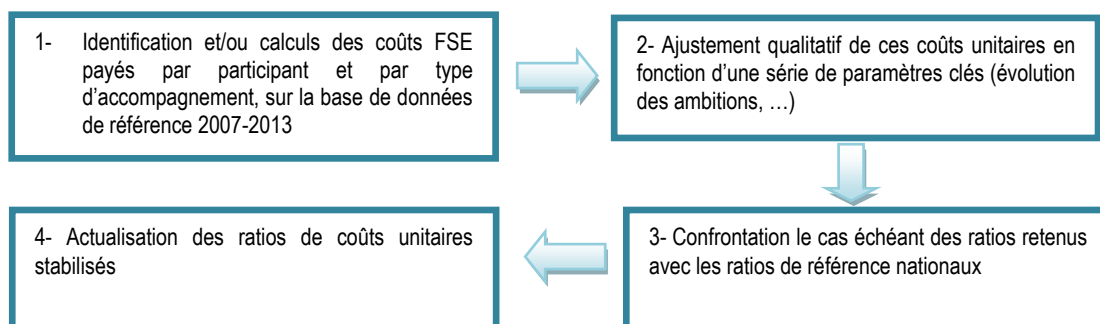 1- Identification et/ou calculs des coûts FSE
payés par participant et par type
d’accompagnement, sur la base de données
de référence 2007-2013
2- Ajustement qualitatif de ces coûts unitaires en
fonction d’une série de paramètres clés (évolution
des ambitions, …)
3- Confrontation le cas échéant des ratios retenus
avec les ratios de référence nationaux
4- Actualisation des ratios de coûts unitaires
stabilisés